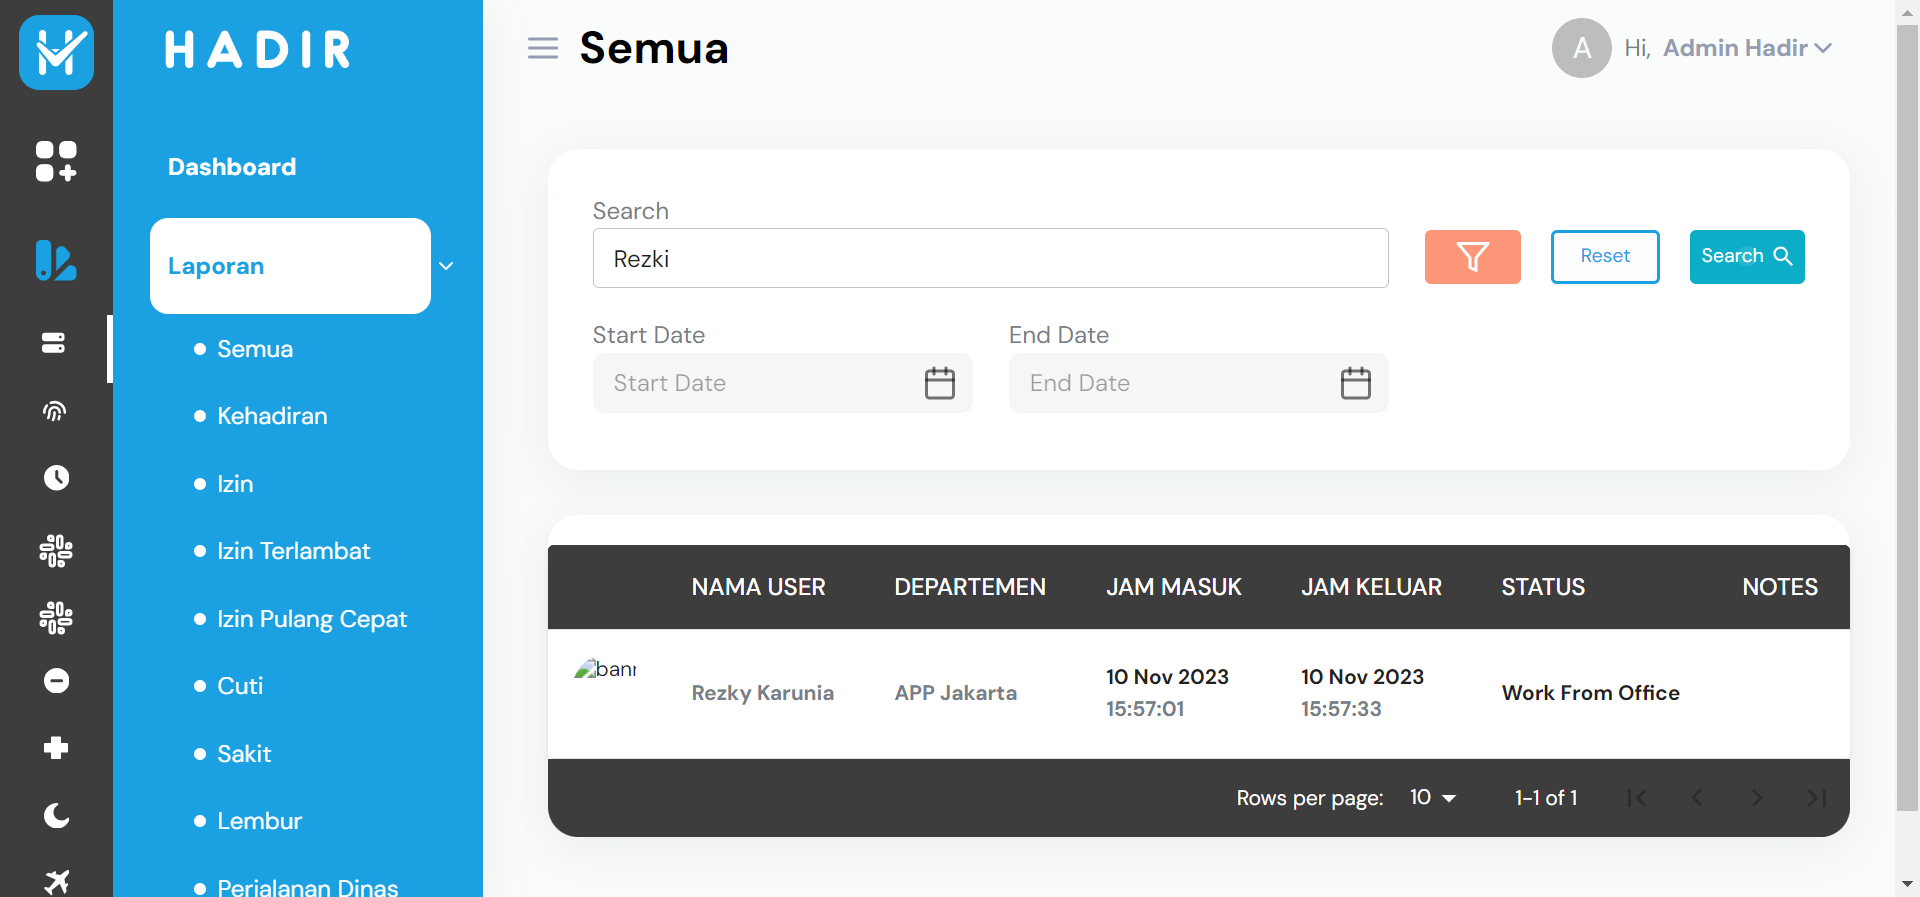 HADIR
Dashboard
Laporan
Semua
Kehadiran
Izin
Izin Terlambat
Izin Pulang Cepat
Cuti
Sakit
Lembur
Perjalanan Dinas
Semua
A Hi, Admin Hadir
Search
Rezki
Reset
Search
Start Date End Date
Start Date End Date
NAMA USER DEPARTEMEN JAM MASUK JAM KELUAR STATUS NOTES
bann Rezky Karunia APP Jakarta 10 Nov 2023 10 Nov 2023 Work From Office
15:57:01 15:57:33
Rows per page: 10 1-1 of 1